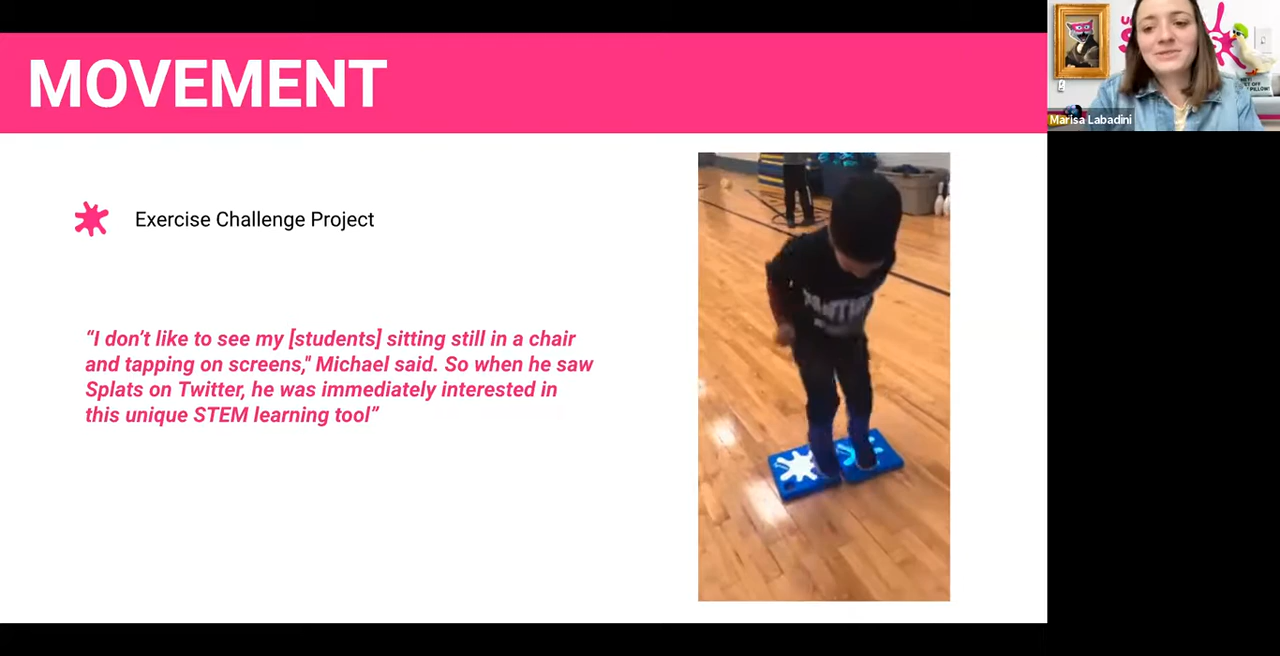 MOVEMENT
Exercise Challenge Project
“I don’t like to see my [students] sitting still in a chair
and tapping on screens," Michael said. So when he saw
Splats on Twitter, he was immediately interested in
this unique STEM learning tool”
Marisa Labadini